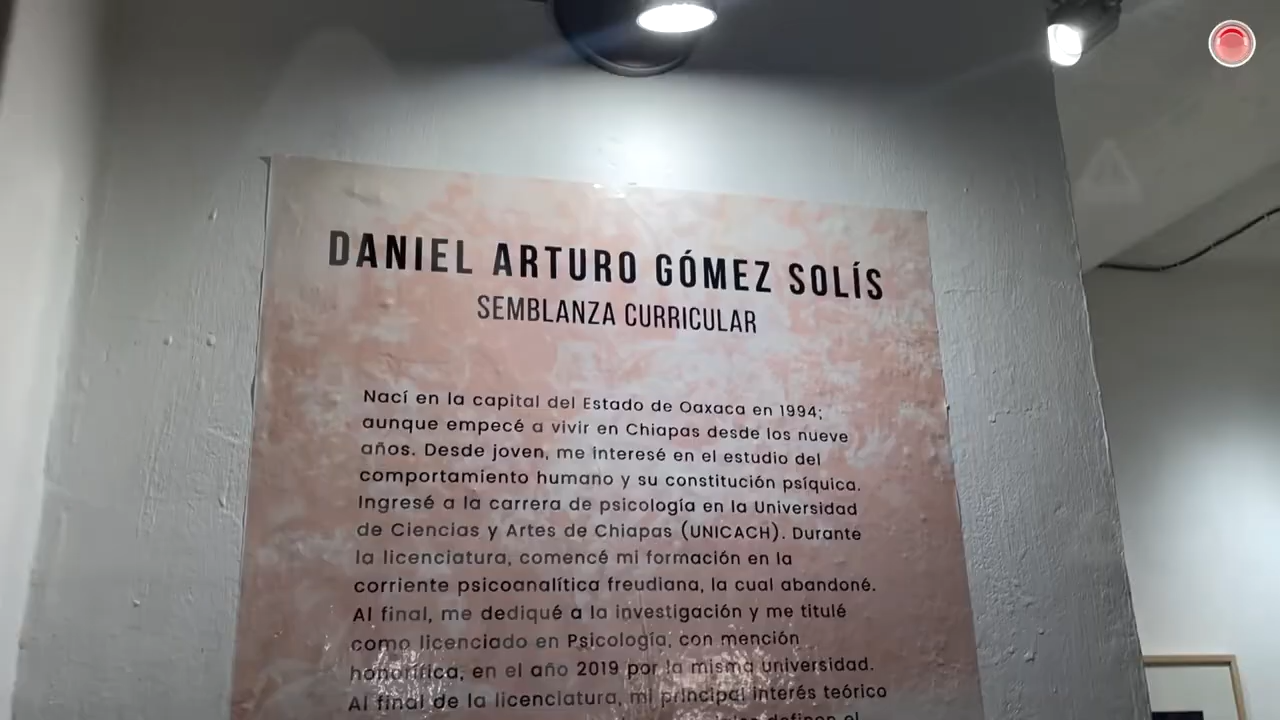 DANIEL ARTURO GÓMEZ SOLÍS
SEMBLANZA CURRICULAR
Nací en la capital del Estado de Oaxaca en 1994;
aunque empecé a vivir en Chiapas desde los nueve
años. Desde joven, me interesé en el estudio del
comportamiento humano y su constitución psíquica.
Ingresé a la carrera de psicología en la Universidad
de Ciencias y Artes de Chiapas (UNICACH). Durante
la licenciatura, comencé mi formación en la
corriente psicoanalítica freudiana, la cual abandoné.
Al final, me dediqué a la investigación y me titulé
como licenciado en Psicología, con mención
honorífica, en el año 2019 por la misma universidad.
Al final de la licenciatura, mi principal interés teórico
definen el